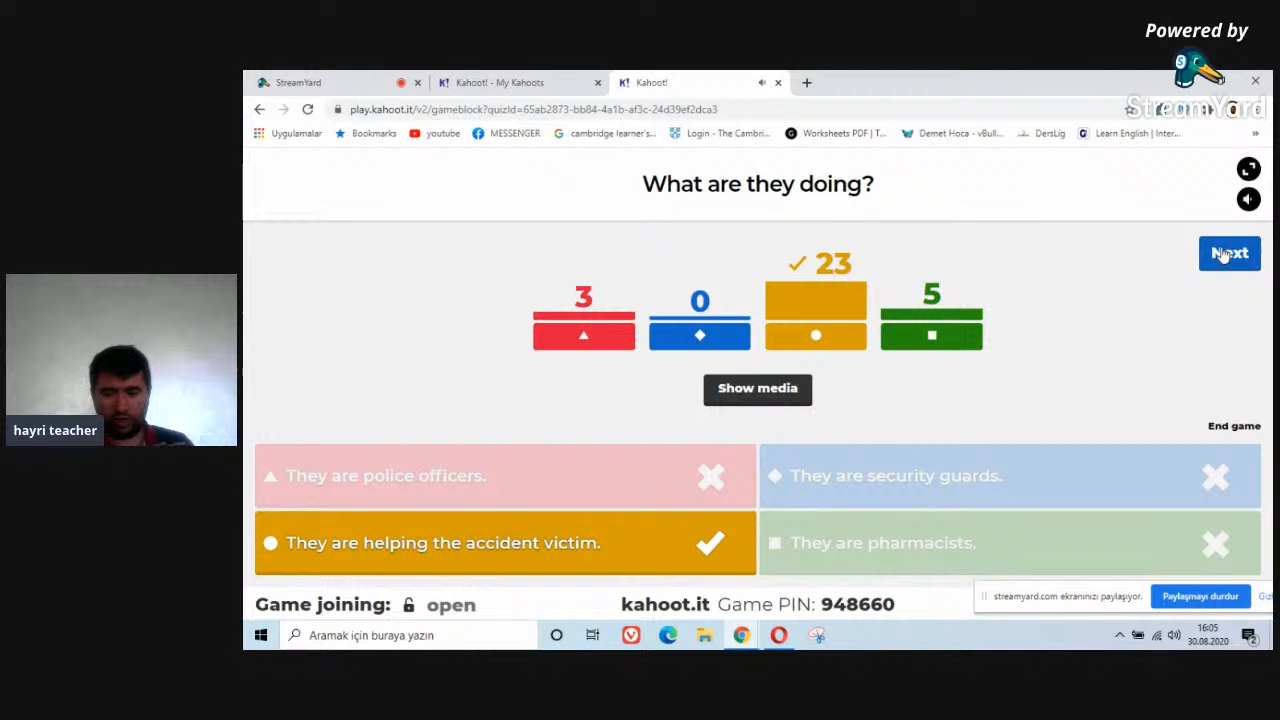 Powered by
StreamYard
StreamYard
Kahoot! - My Kahoots
Kahoot!
play.kahoot.it/v2/gameblock?quizId=65ab2873-bb84-4a1b-af3c-24d39ef2dca3
Uygulamalar
Bookmarks
youtube
MESSENGER
cambridge learner's...
Login - The Cambri...
Worksheets PDF | T...
Demet Hoca - vBull...
DersLig
Learn English | Inter...
What are they doing?
Next
3
0
23
5
Show media
hayri teacher
End game
They are police officers.
They are security guards.
They are helping the accident victim.
They are pharmacists.
Game joining: open
kahoot.it Game PIN: 948660
streamyard.com ekranınızı paylaşıyor.
Paylaşmayı durdur
Aramak için buraya yazın
16:05
30.08.2020
2